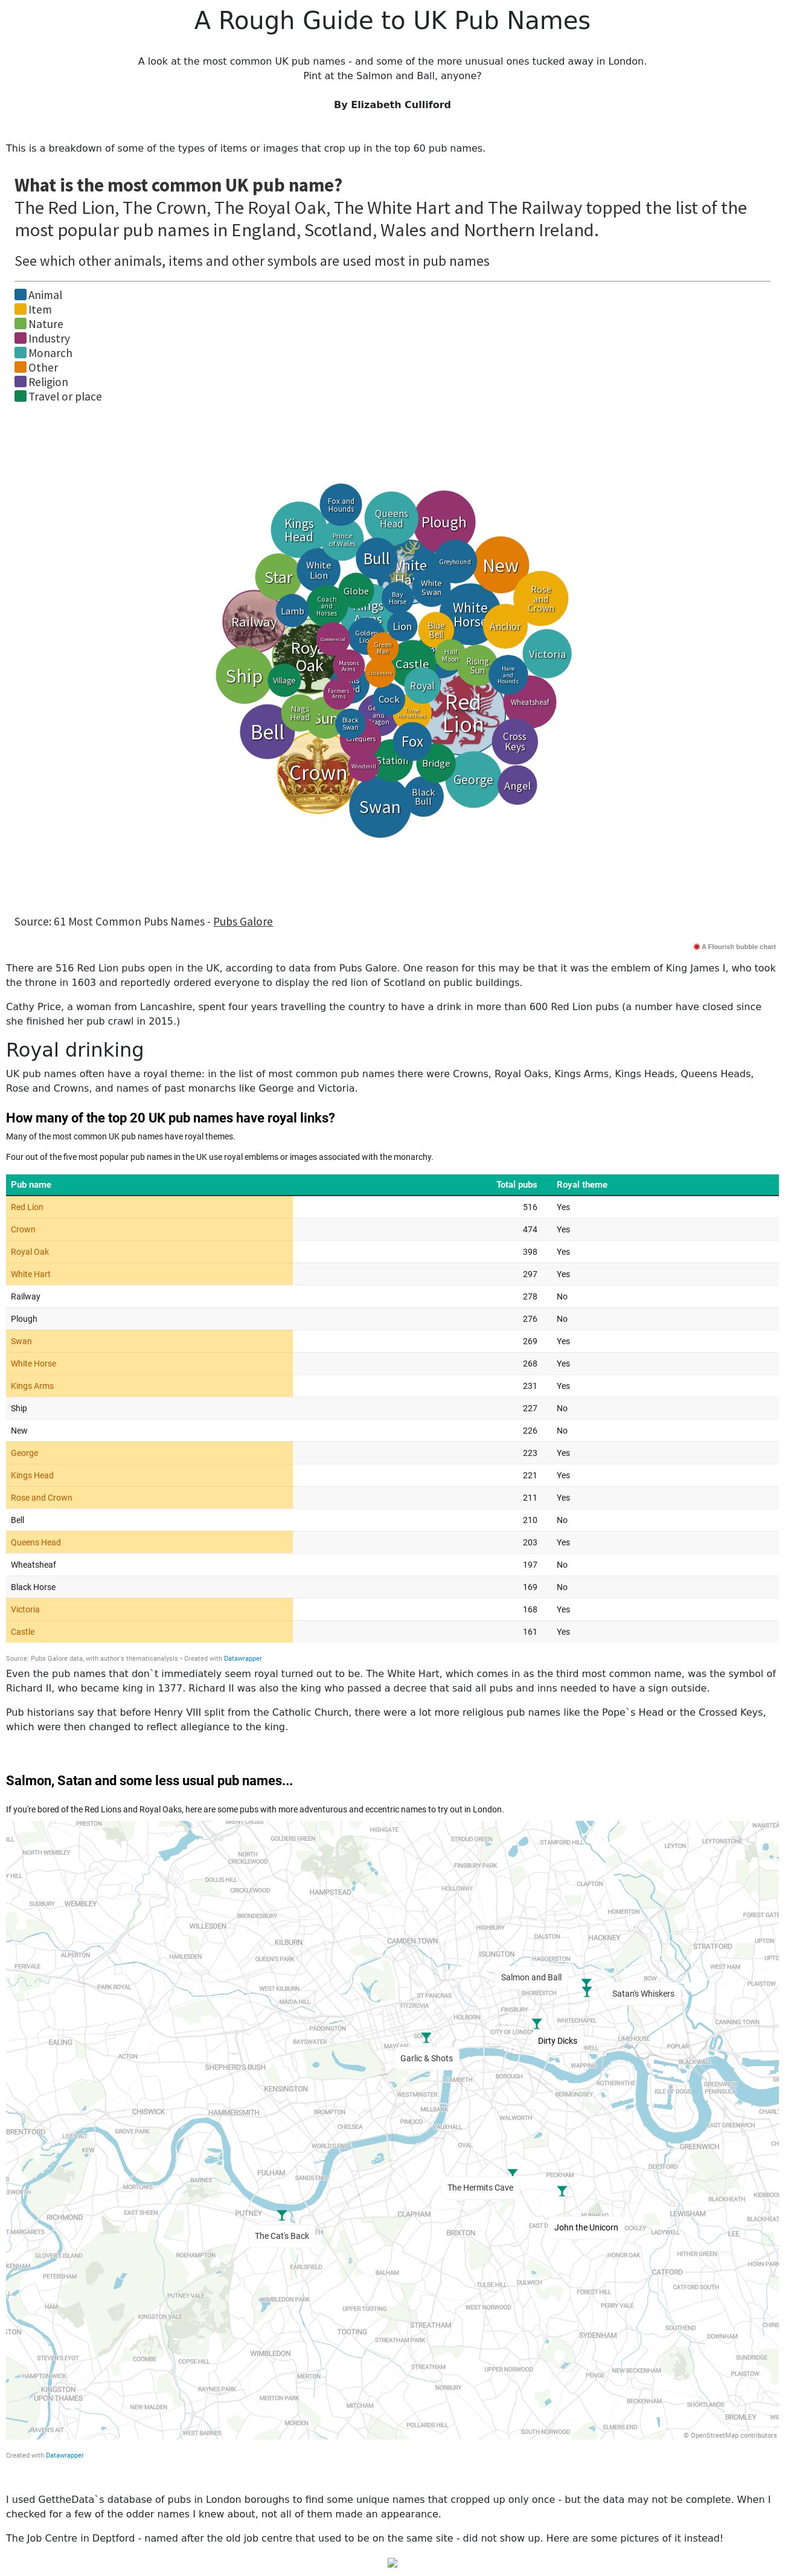 A Rough Guide to UK Pub Names
A look at the most common UK pub names - and some of the more unusual ones tucked away in London.
Pint at the Salmon and Ball, anyone?
By Elizabeth Culliford
This is a breakdown of some of the types of items or images that crop up in the top 60 pub names.
What is the most common UK pub name?
The Red Lion, The Crown, The Royal Oak, The White Hart and The Railway topped the list of the
most popular pub names in England, Scotland, Wales and Northern Ireland.
See which other animals, items and other symbols are used most in pub names
Animal
Item
Nature
Industry
Monarch
Other
Religion
Travel or place
Fox and
Hounds
Kings
Head
Queens
Head
Plough
Prince
of Wales
Bull
Greyhound
New
White
Lion
Star
White
Swan
Globe
Bay
Horse
Rose
and
Crown
Lamb
Coach
and
Horses
White
Horse
Railway
Lion
Blue
Bell
Anchor
Commercial
Green
Man
Royal
Oak
Masons
Arms
Castle
Half
Moon
Rising
Sun
Victoria
Ship
Village
Cricketers
Royal
Hare
and
Hounds
Farmers
Arms
Cock
Red
Lion
Wheatsheaf
Nags
Head
Sun
Black
Swan
Bell
Fox
Cross
Keys
Crown
Windmill
Station
Bridge
George
Angel
Swan
Black
Bull
Source: 61 Most Common Pubs Names - Pubs Galore
A Flourish bubble chart
There are 516 Red Lion pubs open in the UK, according to data from Pubs Galore. One reason for this may be that it was the emblem of King James I, who took
the throne in 1603 and reportedly ordered everyone to display the red lion of Scotland on public buildings.
Cathy Price, a woman from Lancashire, spent four years travelling the country to have a drink in more than 600 Red Lion pubs (a number have closed since
she finished her pub crawl in 2015.)
Royal drinking
UK pub names often have a royal theme: in the list of most common pub names there were Crowns, Royal Oaks, Kings Arms, Kings Heads, Queens Heads,
Rose and Crowns, and names of past monarchs like George and Victoria.
How many of the top 20 UK pub names have royal links?
Many of the most common UK pub names have royal themes.
Four out of the five most popular pub names in the UK use royal emblems or images associated with the monarchy.
Pub name Total pubs Royal theme
Red Lion 516 Yes
Crown 474 Yes
Royal Oak 398 Yes
White Hart 297 Yes
Railway 278 No
Plough 276 No
Swan 269 Yes
White Horse 268 Yes
Kings Arms 231 Yes
Ship 227 No
New 226 No
George 223 Yes
Kings Head 221 Yes
Rose and Crown 211 Yes
Bell 210 No
Queens Head 203 Yes
Wheatsheaf 197 No
Black Horse 169 No
Victoria 168 Yes
Castle 161 Yes
Source: Pubs Galore data, with author's thematicanalysis • Created with Datawrapper
Even the pub names that don`t immediately seem royal turned out to be. The White Hart, which comes in as the third most common name, was the symbol of
Richard II, who became king in 1377. Richard II was also the king who passed a decree that said all pubs and inns needed to have a sign outside.
Pub historians say that before Henry VIII split from the Catholic Church, there were a lot more religious pub names like the Pope`s Head or the Crossed Keys,
which were then changed to reflect allegiance to the king.
Salmon, Satan and some less usual pub names...
If you're bored of the Red Lions and Royal Oaks, here are some pubs with more adventurous and eccentric names to try out in London.
PRESTON
HIGHGATE
GOLDERS GREEN
STROUD GREEN
STAMFORD HILL
LEYTON
LEYTONSTONE
NORTH WEMBLEY
NORTH
CRICKLEWOOD
FINSBURY PARK
DOLLIS HILL
CLAPTON
CRICKLEWOOD
HAMPSTEAD
HOLLOWAY
SUDBURY
WEMBLEY
HOMERTON
BRONDESBURY
WILLESDEN
HIGHBURY
KILBURN
CAMDEN TOWN
DALSTON
HACKNEY
STRATFORD
UPTON
ALPERTON
HARLESDEN
QUEEN'S PARK
ISLINGTON
HAGGERSTON
PERIVALE
WEST HAM
PARK ROYAL
WEST KILBURN
Salmon and Ball
BOW
PLAISTOW
MAIDA HILL
ST PANCRAS
SHOREDITCH
Satan's Whiskers
FITZROVIA
FINSBURY
HOLBORN
WHITECHAPEL
CANNING TOWN
PADDINGTON
CITY OF LONDON
Dirty Dicks
LIMEHOUSE
EALING
BAYSWATER
POPLAR
ACTON
Garlic & Shots
WAPPING
BLACKWALL
SHEPHERD'S BUSH
BOROUGH
ROTHERHITHE
KENSINGTON
WESTMINSTER
BERMONDSEY
ISLE OF DOGS
GREENWICH
PENINSULA
CHISWICK
HAMMERSMITH
BROMPTON
MILLBANK
WALWORTH
BRENTFORD
GROVE PARK
CHELSEA
PIMLICO
VAUXHALL
EAST GREENWICH
KEW
WORLD'S END
OVAL
GREENWICH
BARNES
FULHAM
SANDS END
PECKHAM
DEPTFORD
MORTLAKE
The Hermits Cave
BLACKHEATH
RICHMOND
EAST SHEEN
PUTNEY
CLAPHAM
LEWISHAM
The Cat's Back
BRIXTON
John the Unicorn
LADYWELL
LEE
ROEHAMPTON
HONOR OAK
HITHER GREEN
EARLSFIELD
BALHAM
CATFORD
PETERSHAM
TULSE HILL
DULWICH
FOREST HILL
CATFORD SOUTH
HAM
PUTNEY VALE
WIMBLEDON PARK
UPPER TOOTING
WEST NORWOOD
PERRY VALE
KINGSTON VALE
STREATHAM
SOUTHEND
TOOTING
STREATHAM PARK
SYDENHAM
DOWNHAM
WIMBLEDON
COOMBE
COPSE HILL
STREATHAM
UPPER NORWOOD
NEW BECKENHAM
HAMPTON WICK
MERTON
PENGE
PLAISTOW
KINGSTON
UPON THAMES
RAYNES PARK
NORBURY
MERTON PARK
BECKENHAM
SHORTLANDS
NEW MALDEN
MITCHAM
BROMLEY
MORDEN
POLLARDS HILL
ELMERS END
WEST BARNES
SOUTH NORWOOD
© OpenStreetMap contributors
Created with Datawrapper
I used GettheData`s database of pubs in London boroughs to find some unique names that cropped up only once - but the data may not be complete. When I
checked for a few of the odder names I knew about, not all of them made an appearance.
The Job Centre in Deptford - named after the old job centre that used to be on the same site - did not show up. Here are some pictures of it instead!